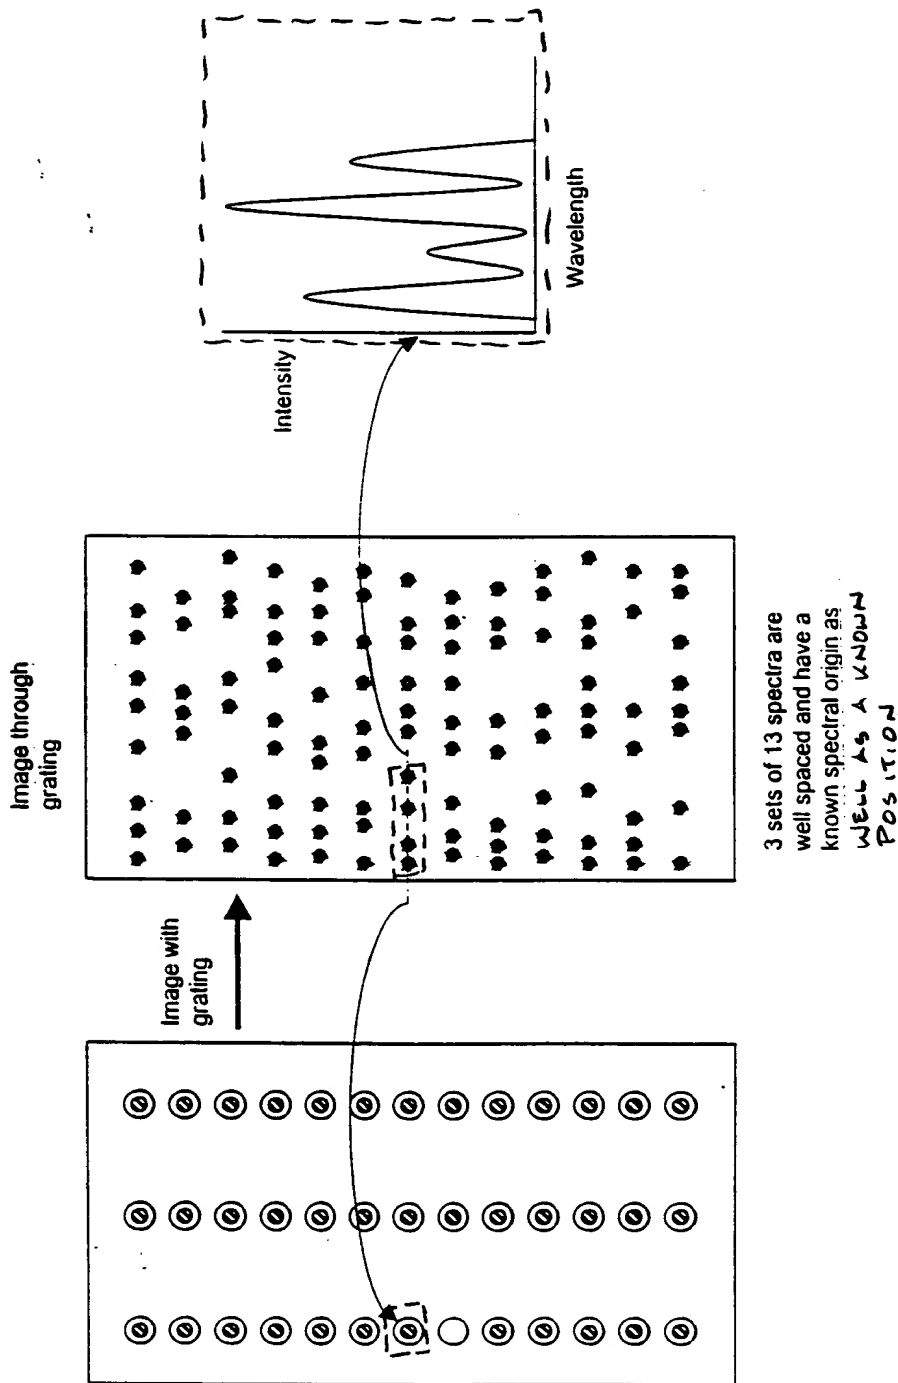 Image with
grating
Image through
grating
3 sets of 13 spectra are
well spaced and have a
known spectral origin as
WELL AS A KNOWN
POSITION
Intensity
Wavelength